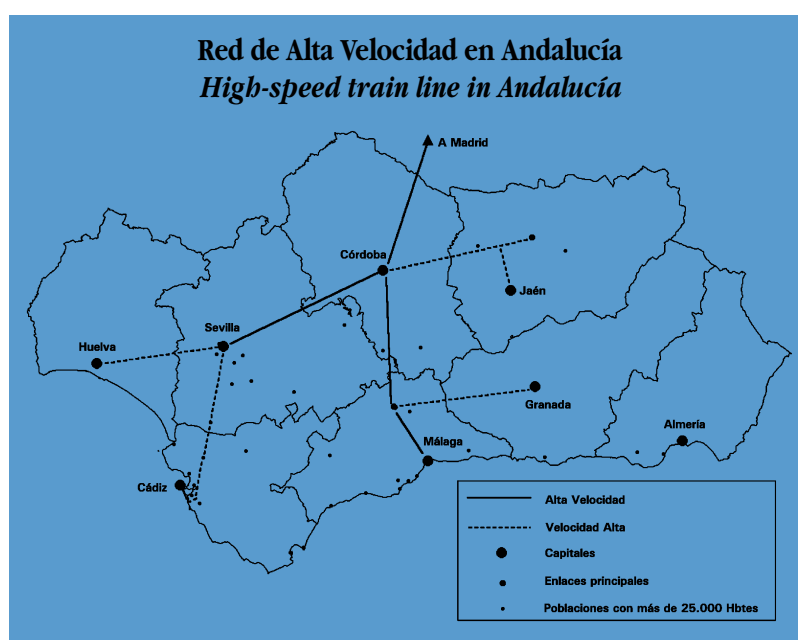 Red de Alta Velocidad en Andalucía
High-speed train line in Andalucía
A Madrid
Córdoba
Jaén
Sevilla
Huelva
Granada
Almería
Málaga
Cádiz
Alta Velocidad
Velocidad Alta
Capitales
Enlaces principales
Poblaciones con más de 25.000 Hbtes